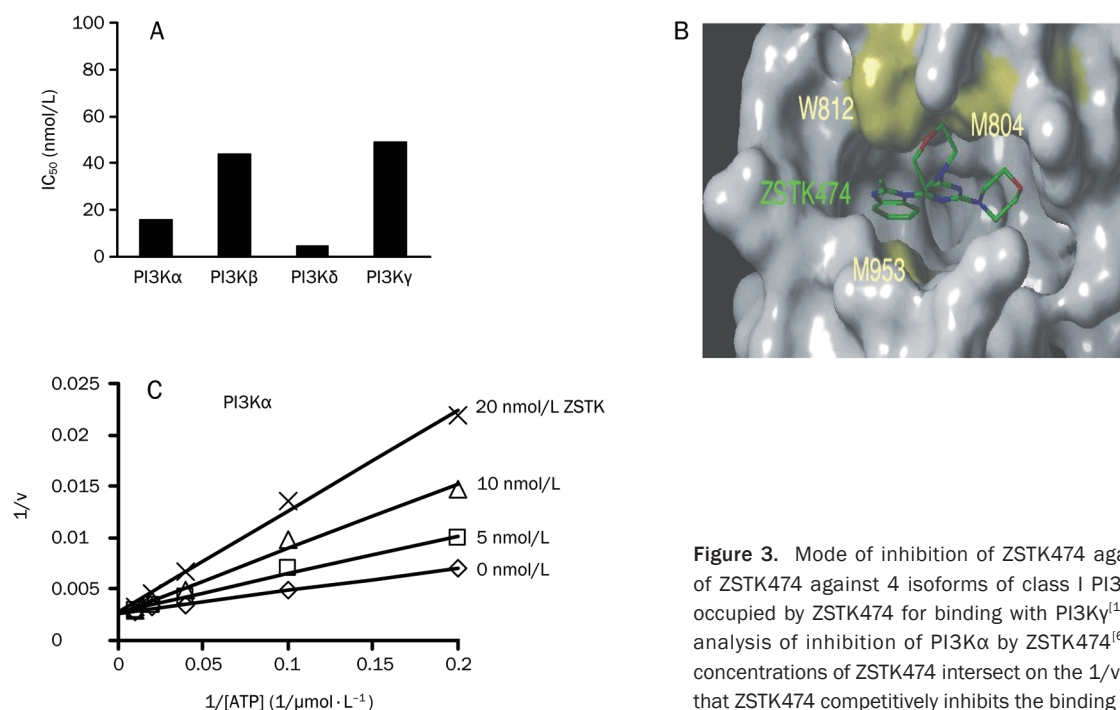 A
100
80
60
40
20
0
IC₅₀ (nmol/L)
PI3Kα PI3Kβ PI3Kδ PI3Kγ
B
W812
M804
ZSTK474
M953
C
PI3Kα
0.025
0.02
0.015
0.01
0.005
0
1/v
20 nmol/L ZSTK
10 nmol/L
5 nmol/L
0 nmol/L
0 0.05 0.1 0.15 0.2
1/[ATP] (1/μmol·L⁻¹)
Figure 3. Mode of inhibition of ZSTK474 aga
of ZSTK474 against 4 isoforms of class I PI3
occupied by ZSTK474 for binding with PI3Kγ[1
analysis of inhibition of PI3Kα by ZSTK474[6
concentrations of ZSTK474 intersect on the 1/v
that ZSTK474 competitively inhibits the binding